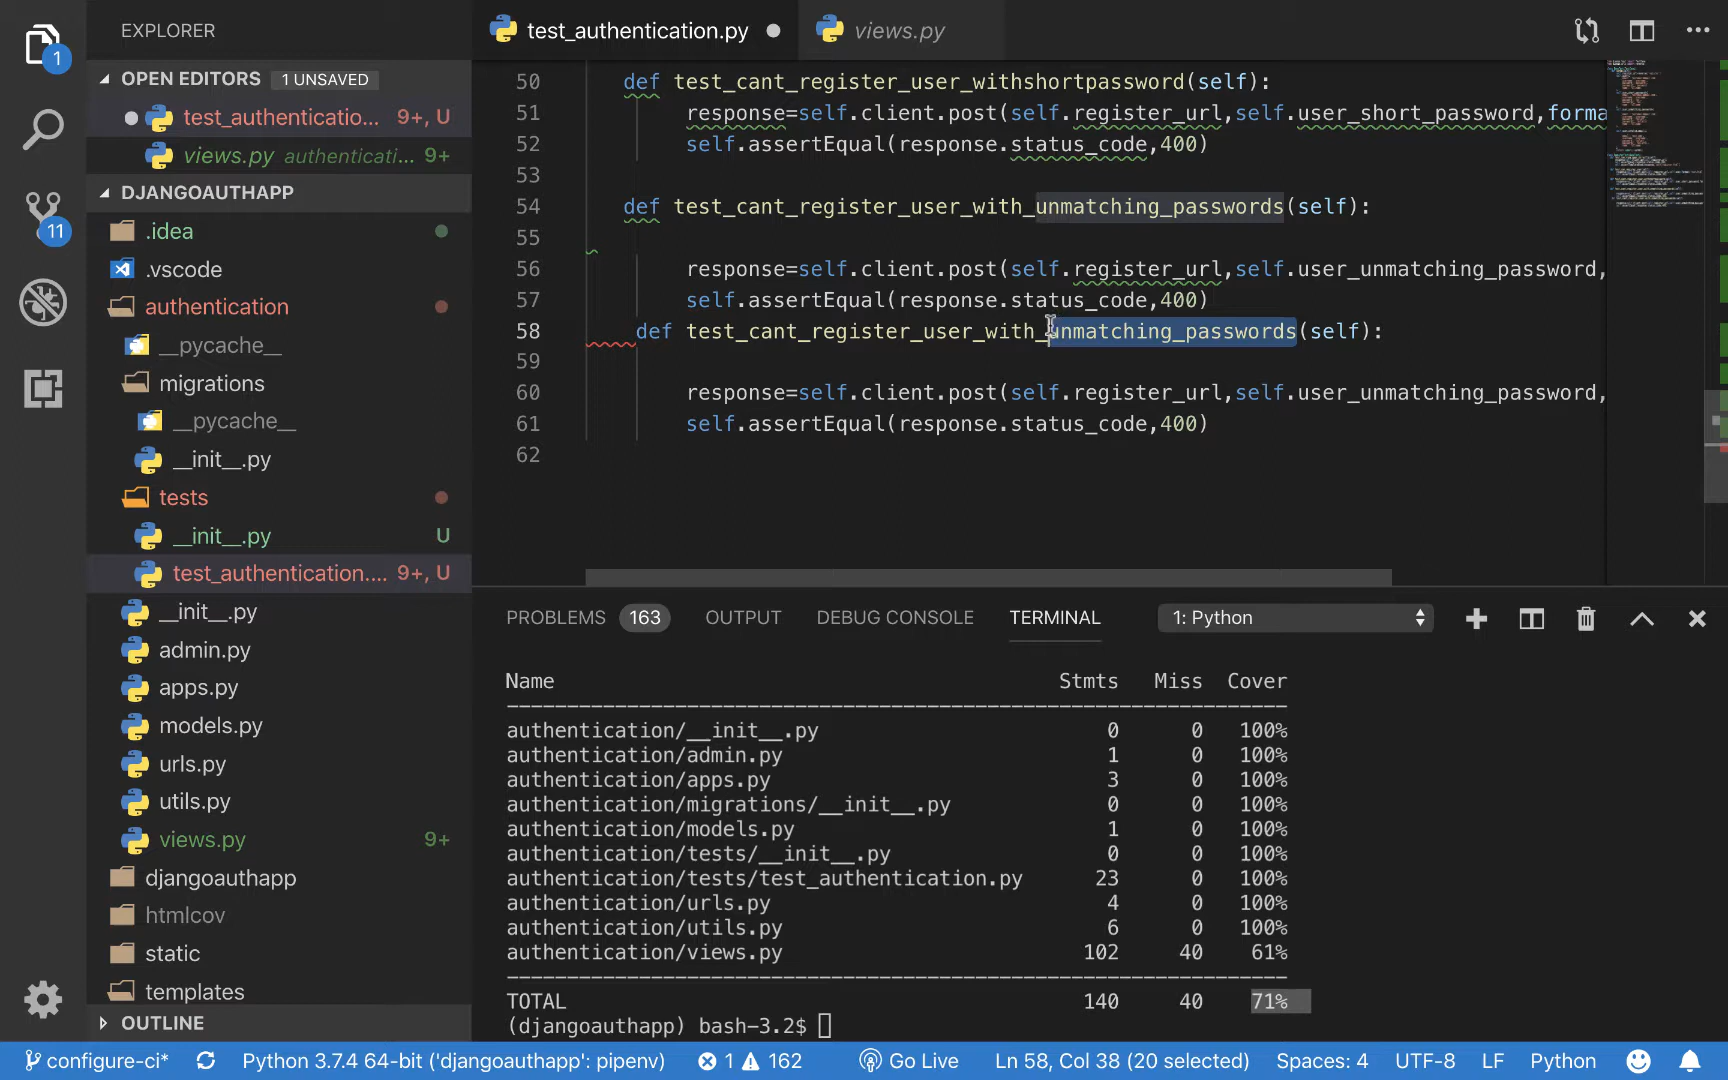 EXPLORER
test_authentication.py
views.py
1
OPEN EDITORS 1 UNSAVED
test_authenticatio... 9+, U
views.py authenticati... 9+
DJANGOAUTHAPP
11
.idea
.vscode
authentication
__pycache__
migrations
__pycache__
__init__.py
tests
__init__.py U
test_authentication.... 9+, U
__init__.py
admin.py
apps.py
models.py
urls.py
utils.py
views.py 9+
djangoauthapp
htmlcov
static
templates
OUTLINE
50 def test_cant_register_user_withshortpassword(self):
51 response=self.client.post(self.register_url,self.user_short_password,forma
52 self.assertEqual(response.status_code,400)
53
54 def test_cant_register_user_with_unmatching_passwords(self):
55
56 response=self.client.post(self.register_url,self.user_unmatching_password,
57 self.assertEqual(response.status_code,400)
58 def test_cant_register_user_with_unmatching_passwords(self):
59
60 response=self.client.post(self.register_url,self.user_unmatching_password,
61 self.assertEqual(response.status_code,400)
62
PROBLEMS 163 OUTPUT DEBUG CONSOLE TERMINAL 1: Python
Name Stmts Miss Cover
------------------------------------------------------------
authentication/__init__.py 0 0 100%
authentication/admin.py 1 0 100%
authentication/apps.py 3 0 100%
authentication/migrations/__init__.py 0 0 100%
authentication/models.py 1 0 100%
authentication/tests/__init__.py 0 0 100%
authentication/tests/test_authentication.py 23 0 100%
authentication/urls.py 4 0 100%
authentication/utils.py 6 0 100%
authentication/views.py 102 40 61%
------------------------------------------------------------
TOTAL 140 40 71%
(djangoauthapp) bash-3.2$
configure-ci* Python 3.7.4 64-bit ('djangoauthapp': pipenv) 1 162 Go Live Ln 58, Col 38 (20 selected) Spaces: 4 UTF-8 LF Python